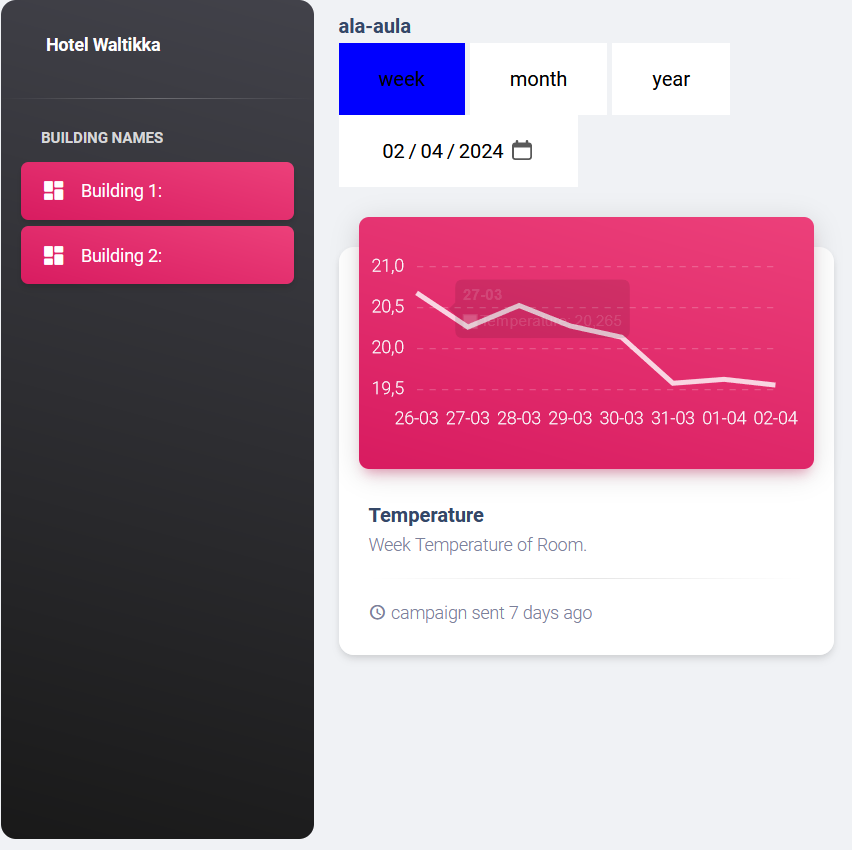 Hotel Waltikka
BUILDING NAMES
Building 1:
Building 2:
ala-aula
week month year
02 / 04 / 2024
21,0
20,5
20,0
19,5
27-03
Temperature: 20,265
26-03 27-03 28-03 29-03 30-03 31-03 01-04 02-04
Temperature
Week Temperature of Room.
campaign sent 7 days ago